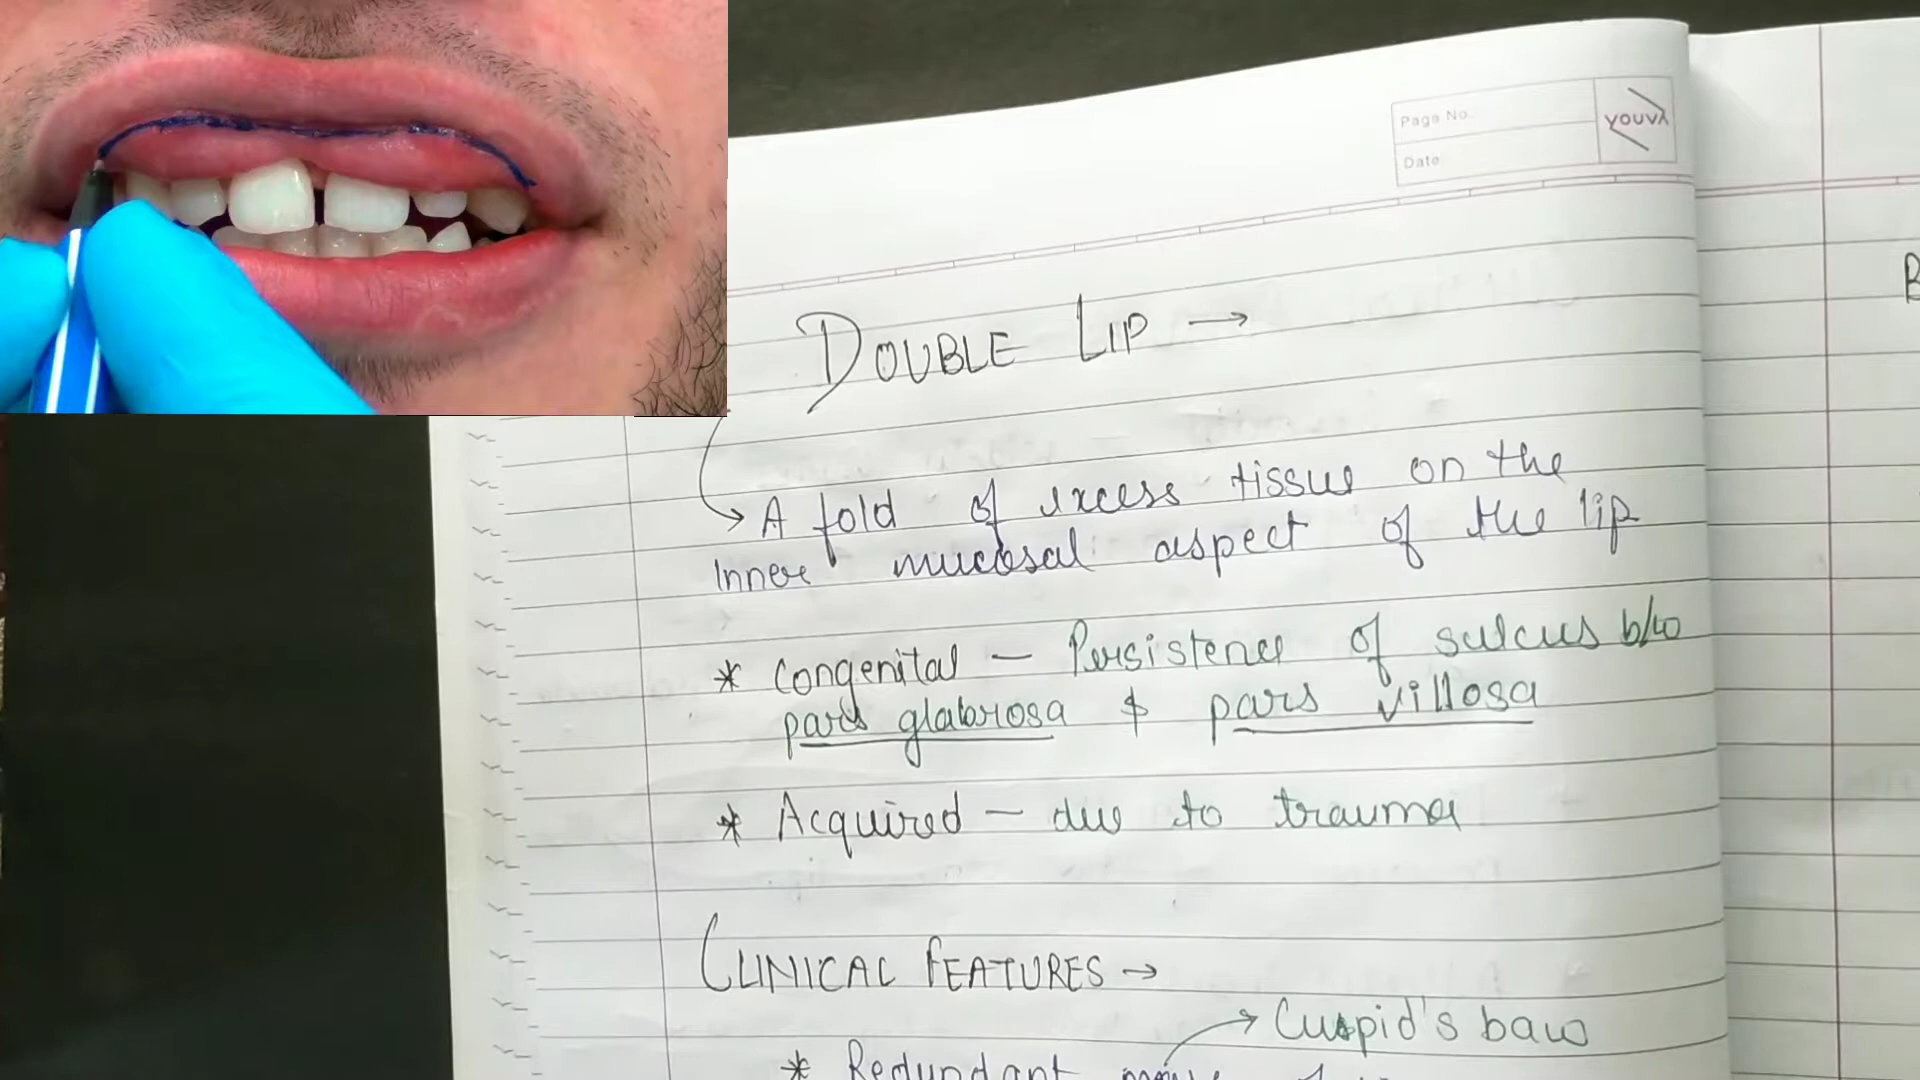 Page No.
Date
youva
DOUBLE LIP →
→ A fold of excess tissue on the
inner mucosal aspect of the lip
* Congenital — Persistence of sulcus b/w
pars glabrosa & pars villosa
* Acquired — due to trauma
CLINICAL FEATURES →
→ Cuspid's baw
* Redundant
B